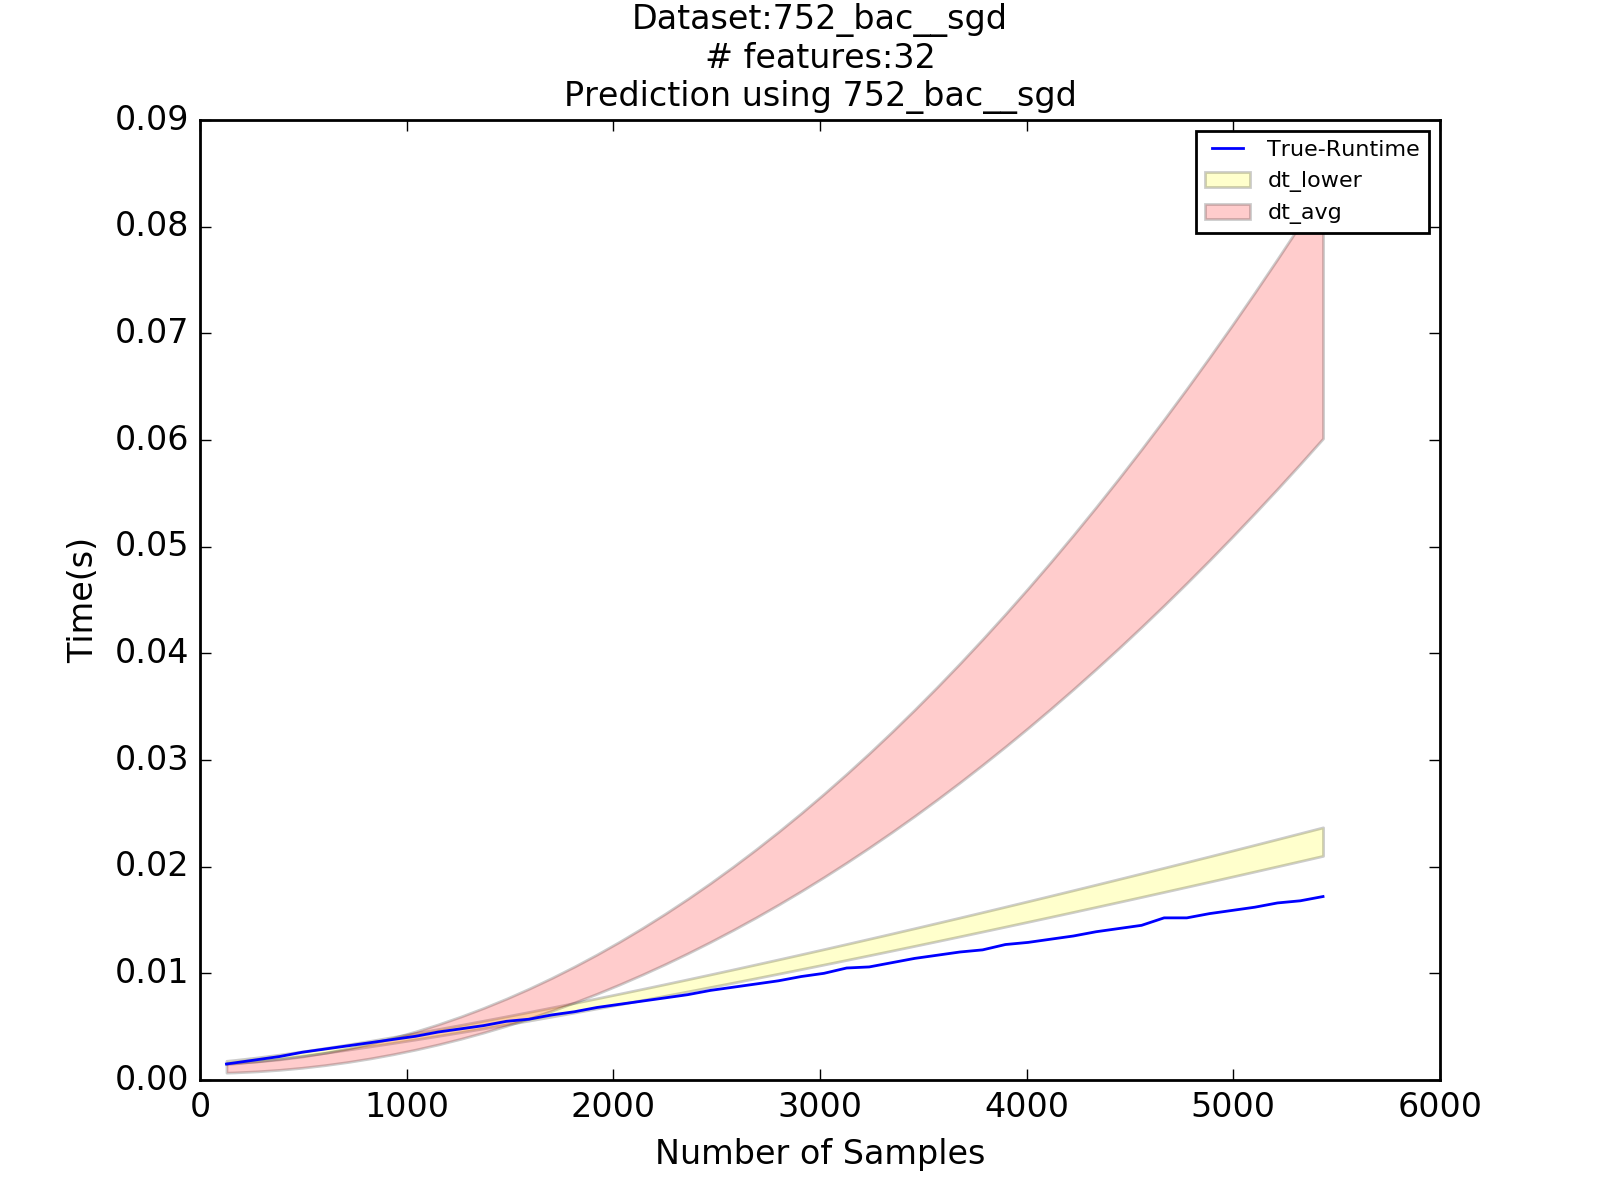 Dataset:752_bac__sgd
# features:32
Prediction using 752_bac__sgd
0.09
0.08
0.07
0.06
0.05
0.04
0.03
0.02
0.01
0.00
Time(s)
True-Runtime
dt_lower
dt_avg
0 1000 2000 3000 4000 5000 6000
Number of Samples